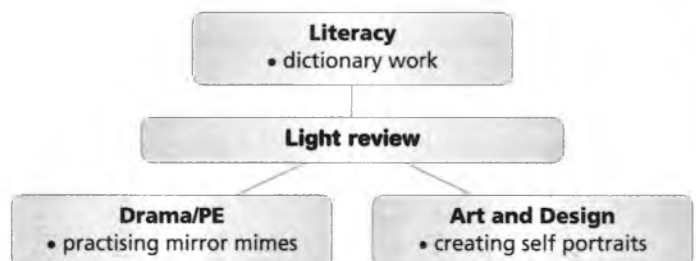 Literacy
• dictionary work
Light review
Drama/PE
• practising mirror mimes
Art and Design
• creating self portraits